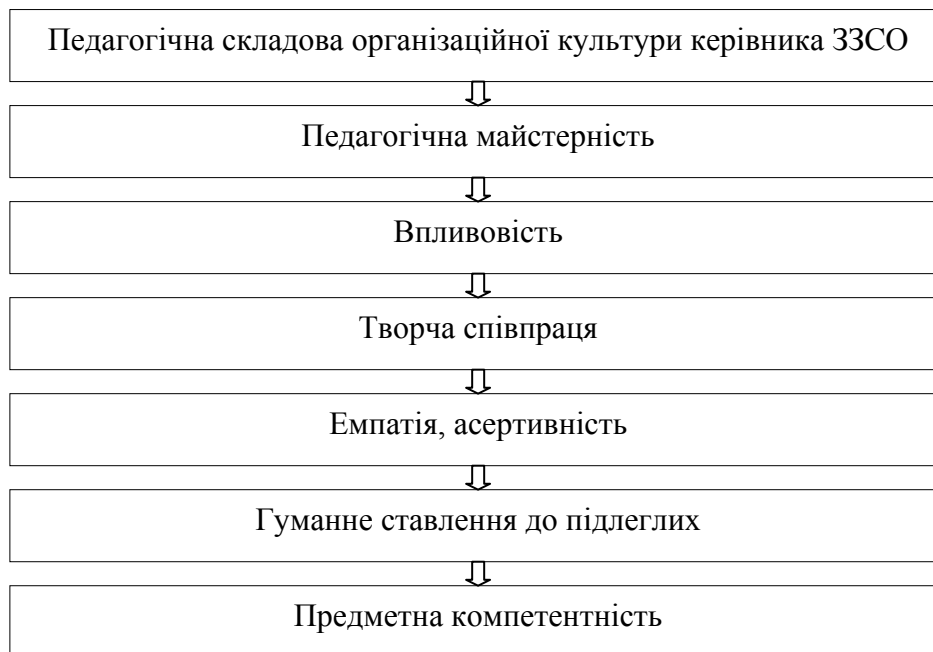 Педагогічна складова організаційної культури керівника ЗЗСО
Педагогічна майстерність
Впливовість
Творча співпраця
Емпатія, асертивність
Гуманне ставлення до підлеглих
Предметна компетентність